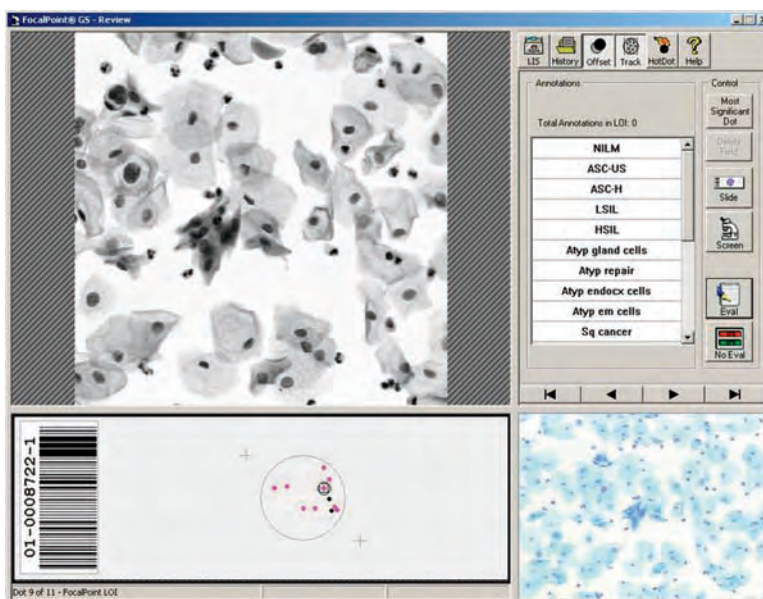 FocalPoint® GS - Review
LIS History Offset Track HotDot Help
Annotations
Control
Total Annotations in LOI: 0
Most Significant Dot
Delete Field
NILM
ASC-US
ASC-H
LSIL
HSIL
Atyp gland cells
Atyp repair
Atyp endocx cells
Atyp em cells
Sq cancer
Slide
Screen
Eval
No Eval
01-0008722-1
Dot 9 of 11 - FocalPoint LOI